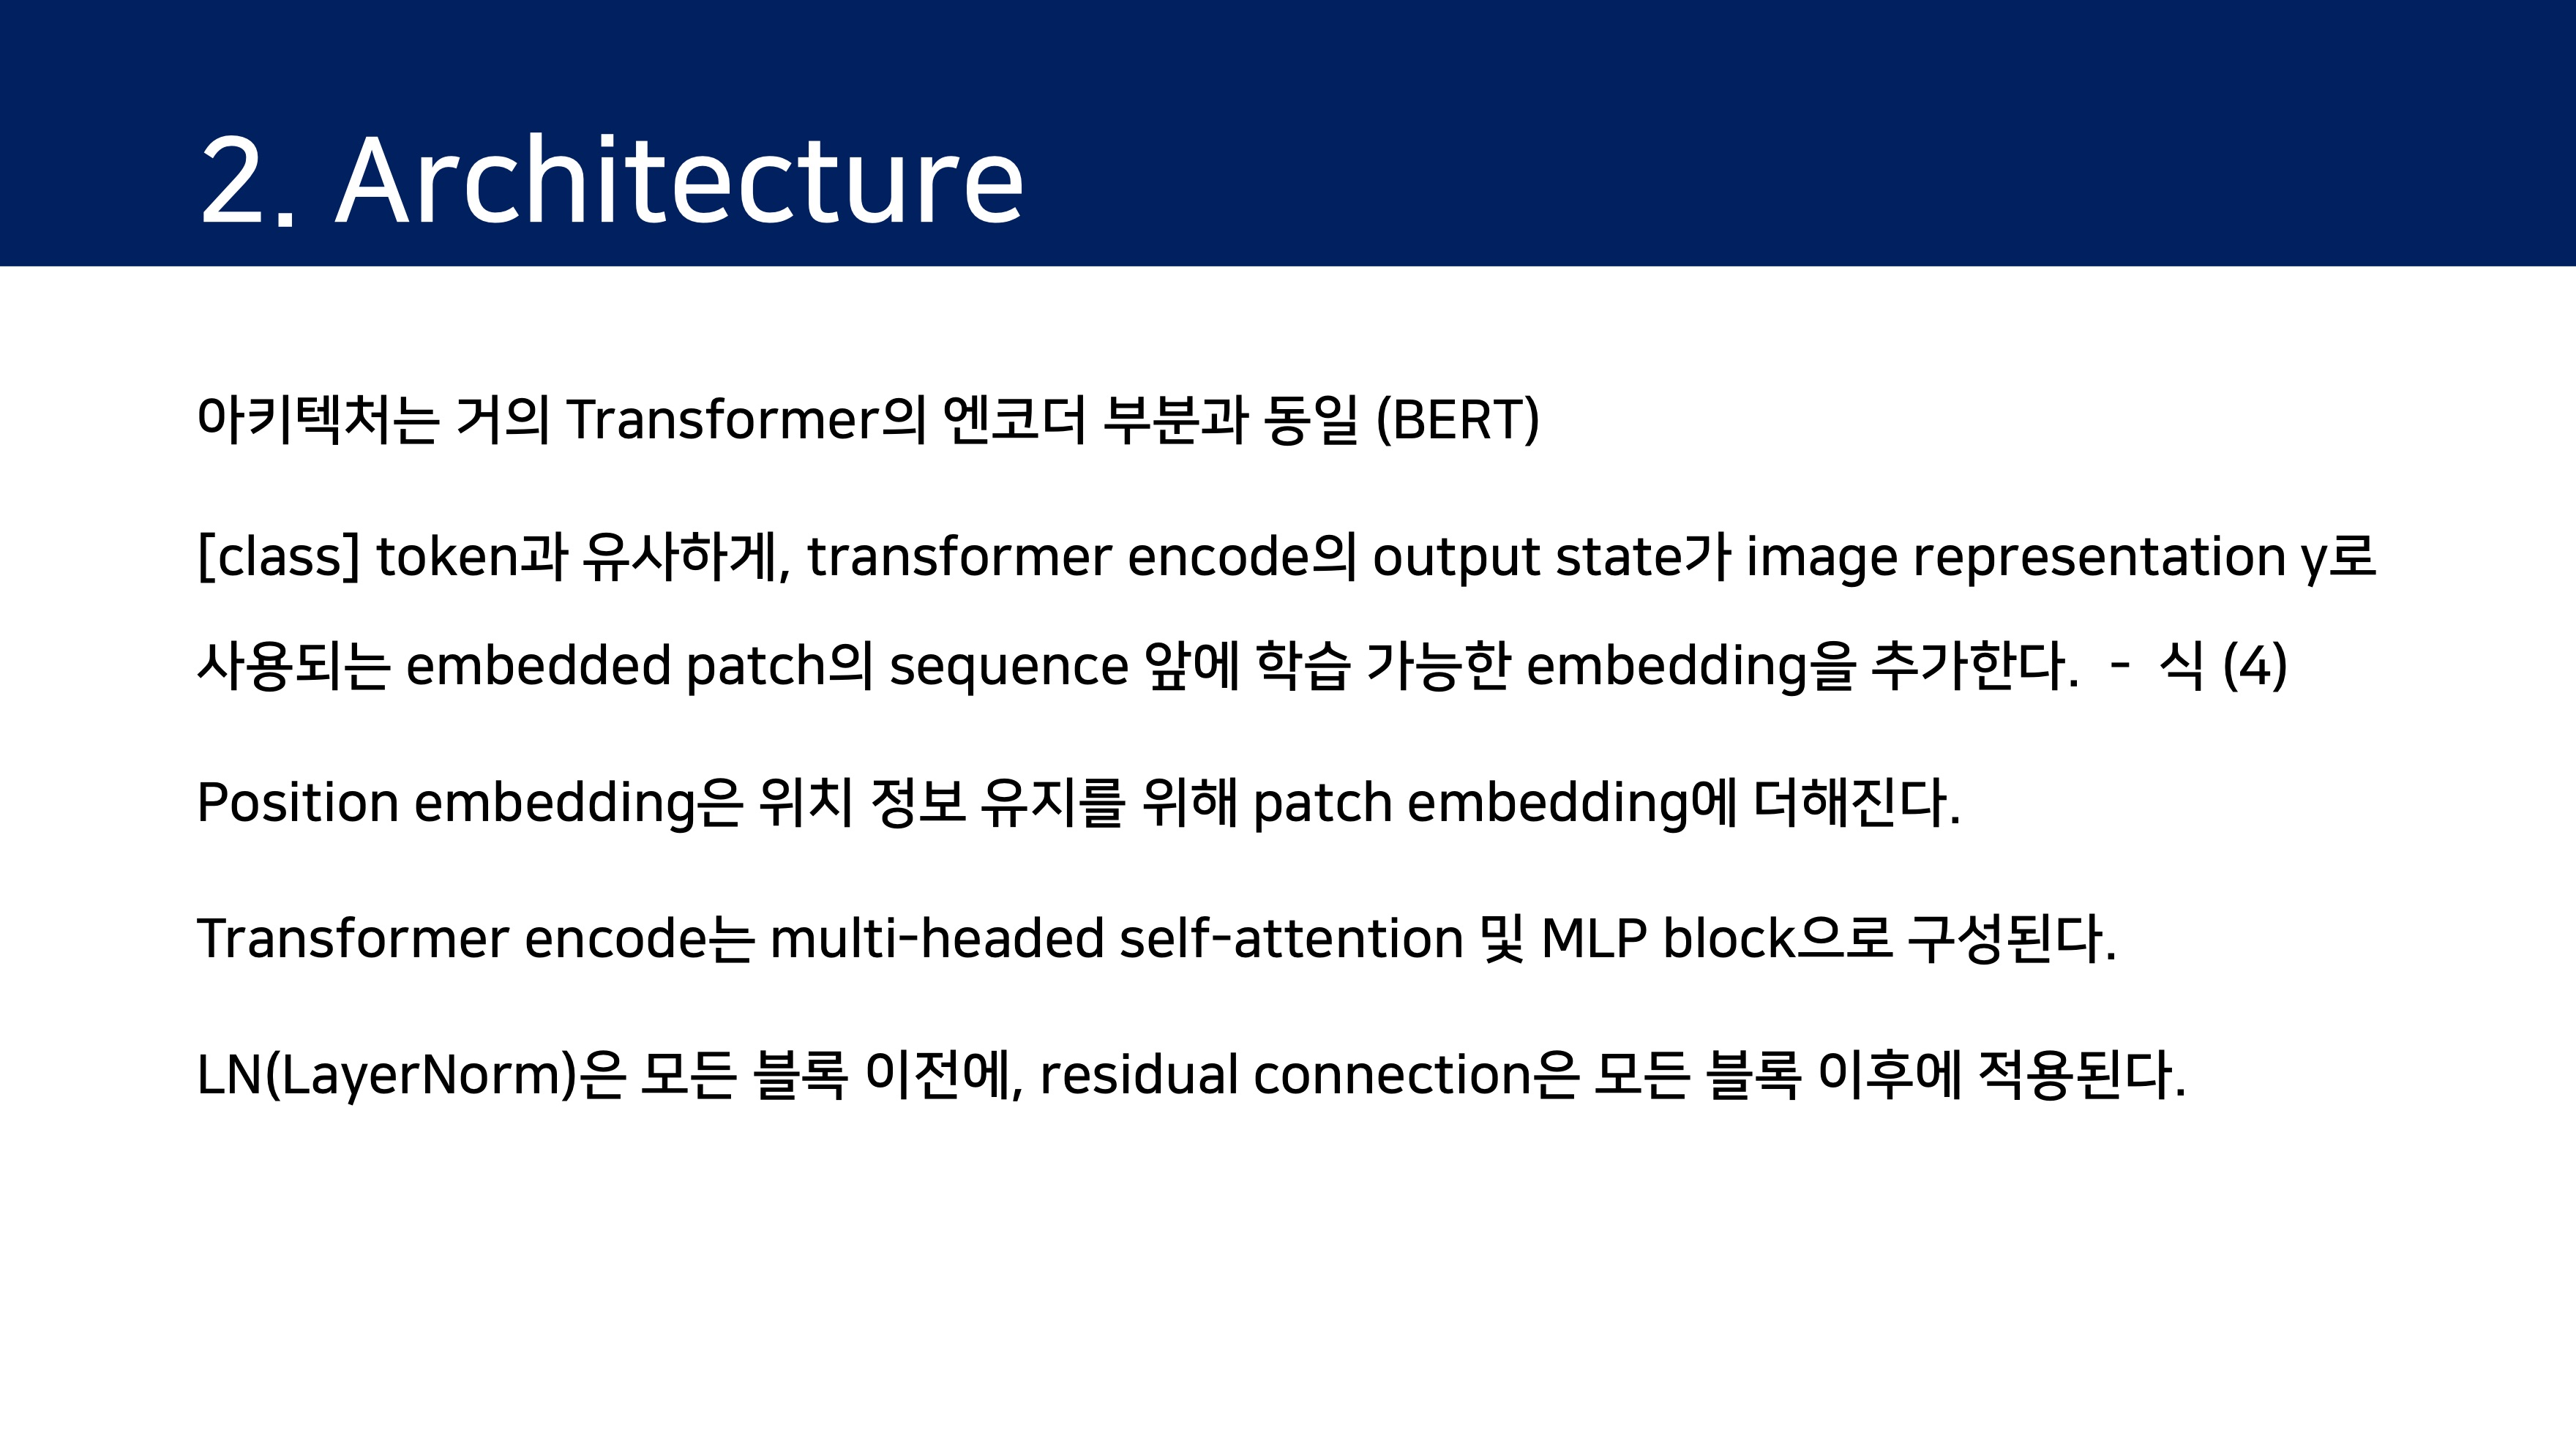 2. Architecture
아키텍처는 거의 Transformer의 엔코더 부분과 동일 (BERT)
[class] token과 유사하게, transformer encode의 output state가 image representation y로
사용되는 embedded patch의 sequence 앞에 학습 가능한 embedding을 추가한다. - 식 (4)
Position embedding은 위치 정보 유지를 위해 patch embedding에 더해진다.
Transformer encode는 multi-headed self-attention 및 MLP block으로 구성된다.
LN(LayerNorm)은 모든 블록 이전에, residual connection은 모든 블록 이후에 적용된다.